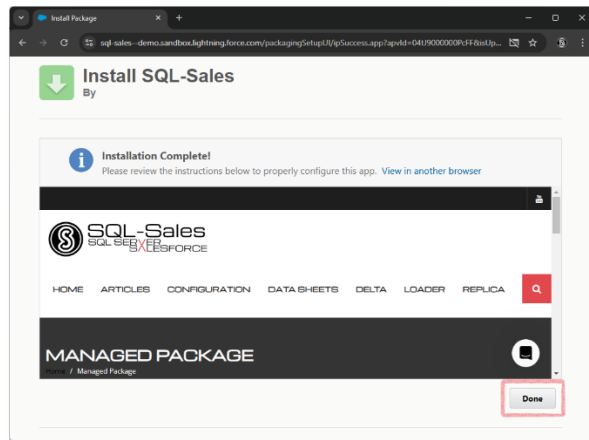 Install Package
sql-sales--demo.sandbox.lightning.force.com/packagingSetupUI/ipSuccess.app?apvId=04tJ9000000PcFF&isUp...
Install SQL-Sales
By
Installation Complete!
Please review the instructions below to properly configure this app. View in another browser
SQL-Sales
SQL SERVER
SALESFORCE
HOME ARTICLES CONFIGURATION DATA SHEETS DELTA LOADER REPLICA
MANAGED PACKAGE
Home / Managed Package
Done